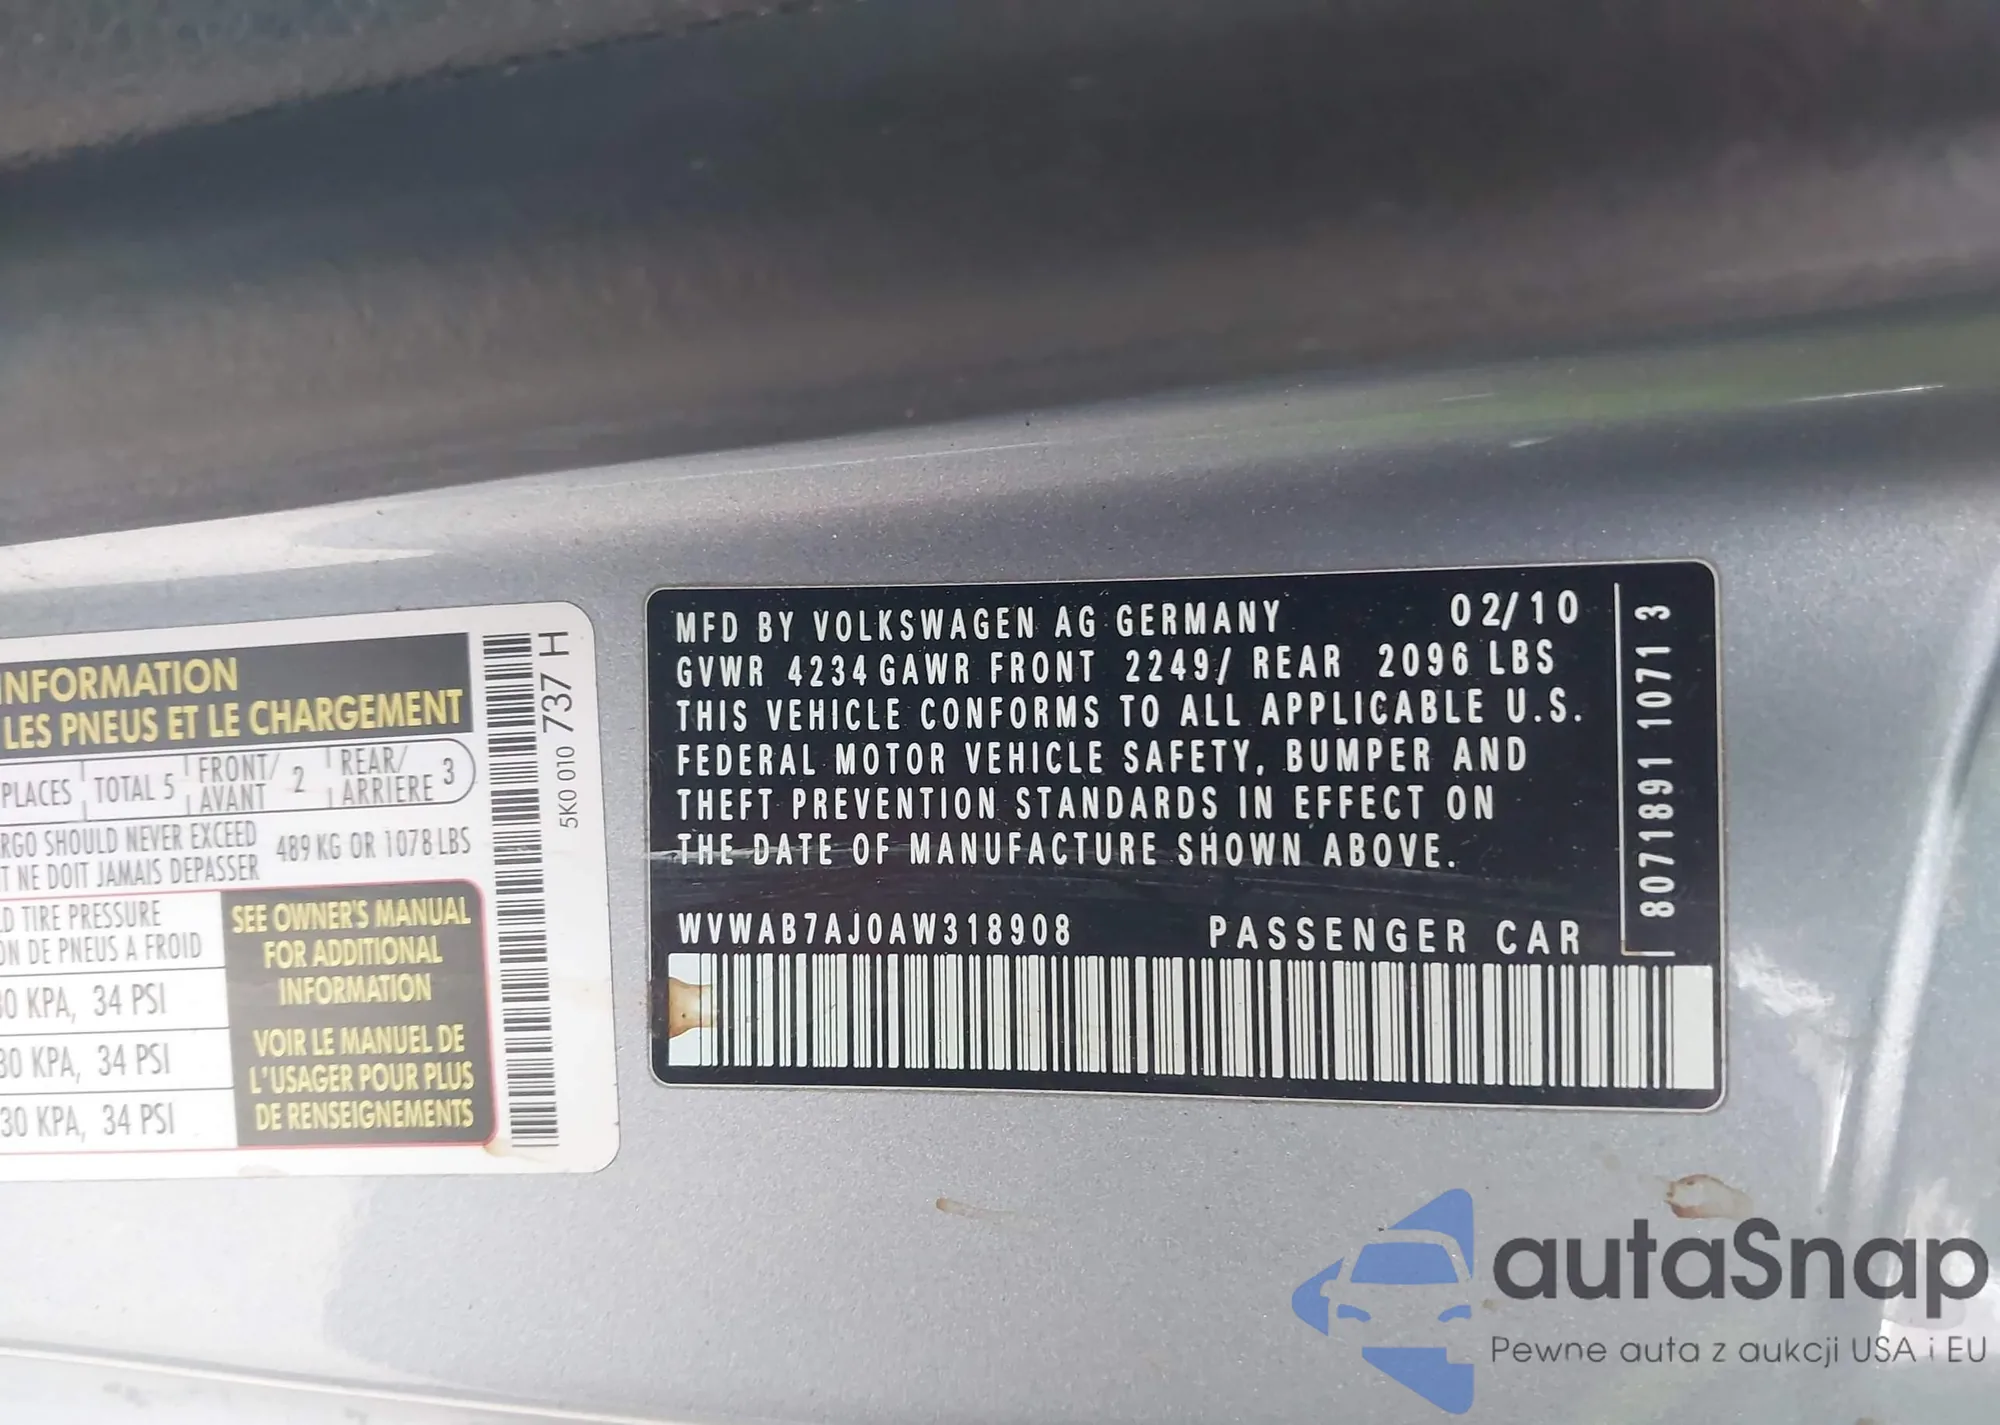 INFORMATION
LES PNEUS ET LE CHARGEMENT
PLACES TOTAL 5 FRONT/AVANT 2 REAR/ARRIÈRE 3
SHOULD NEVER EXCEED
NE DOIT JAMAIS DEPASSER
489 KG OR 1078 LBS
TIRE PRESSURE
DE PNEUS A FROID
KPA, 34 PSI
30 KPA, 34 PSI
30 KPA, 34 PSI
SEE OWNER'S MANUAL
FOR ADDITIONAL
INFORMATION
VOIR LE MANUEL DE
L'USAGER POUR PLUS
DE RENSEIGNEMENTS
5K0 010 737 H
MFD BY VOLKSWAGEN AG GERMANY 02/10
GVWR 4234 GAWR FRONT 2249/ REAR 2096 LBS
THIS VEHICLE CONFORMS TO ALL APPLICABLE U.S.
FEDERAL MOTOR VEHICLE SAFETY, BUMPER AND
THEFT PREVENTION STANDARDS IN EFFECT ON
THE DATE OF MANUFACTURE SHOWN ABOVE.
WVWAB7AJ0AW318908 PASSENGER CAR
8071891 1071 3
autaSnap
Pewne auta z aukcji USA i EU